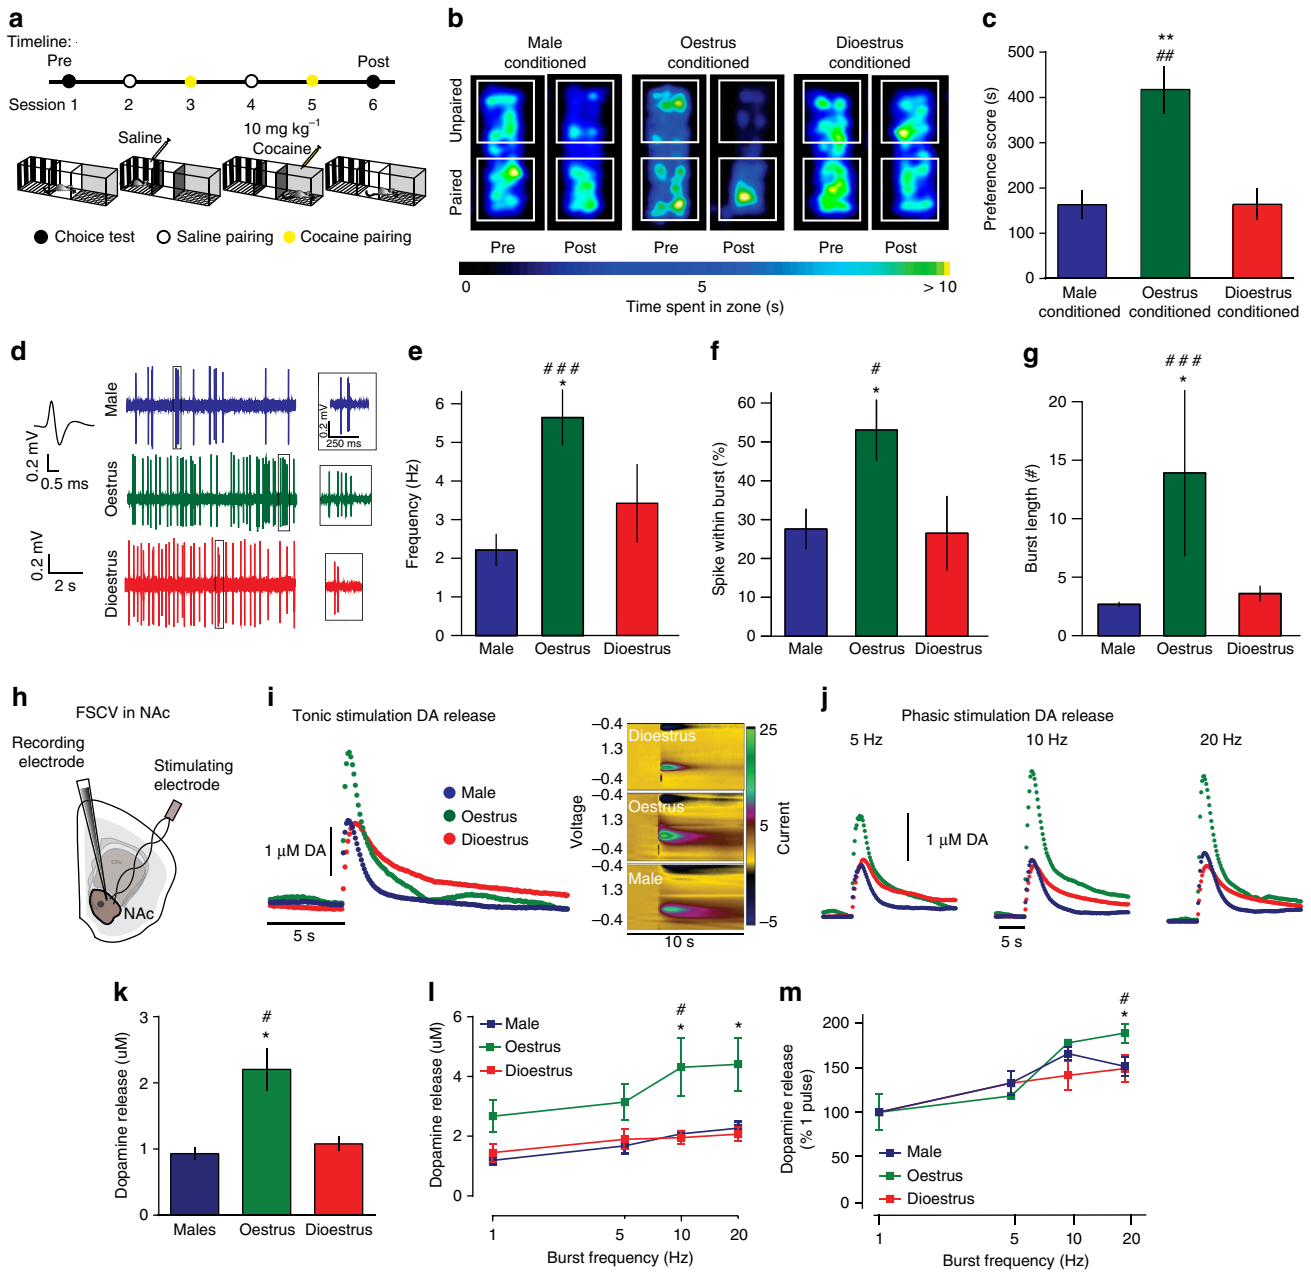 a
Timeline:
Pre
Post
Session 1 2 3 4 5 6
Saline
10 mg kg⁻¹
Cocaine
Choice test
Saline pairing
Cocaine pairing
b
Male conditioned
Oestrus conditioned
Dioestrus conditioned
Unpaired
Paired
Pre Post Pre Post Pre Post
0 5 > 10
Time spent in zone (s)
c
**
##
500
400
300
200
100
0
Preference score (s)
Male conditioned
Oestrus conditioned
Dioestrus conditioned
d
0.2 mV
0.5 ms
0.2 mV
2 s
Male
Oestrus
Dioestrus
0.2 mV
250 ms
e
###
*
6
5
4
3
2
1
0
Frequency (Hz)
Male Oestrus Dioestrus
f
#
*
60
50
40
30
20
10
0
Spike within burst (%)
Male Oestrus Dioestrus
g
###
*
20
15
10
5
0
Burst length (#)
Male Oestrus Dioestrus
h
FSCV in NAc
Recording electrode
Stimulating electrode
NAc
i
Tonic stimulation DA release
Male
Oestrus
Dioestrus
1 μM DA
5 s
Voltage
–0.4
1.3
–0.4
–0.4
1.3
–0.4
–0.4
1.3
–0.4
Dioestrus
Oestrus
Male
10 s
25
5
–5
Current
j
Phasic stimulation DA release
5 Hz 10 Hz 20 Hz
1 μM DA
5 s
k
#
*
3
2
1
0
Dopamine release (uM)
Males Oestrus Dioestrus
l
Male
Oestrus
Dioestrus
#
*
*
6
4
2
0
Dopamine release (uM)
1 5 10 20
Burst frequency (Hz)
m
#
*
200
150
100
50
0
Dopamine release
(% 1 pulse)
Male
Oestrus
Dioestrus
1 5 10 20
Burst frequency (Hz)